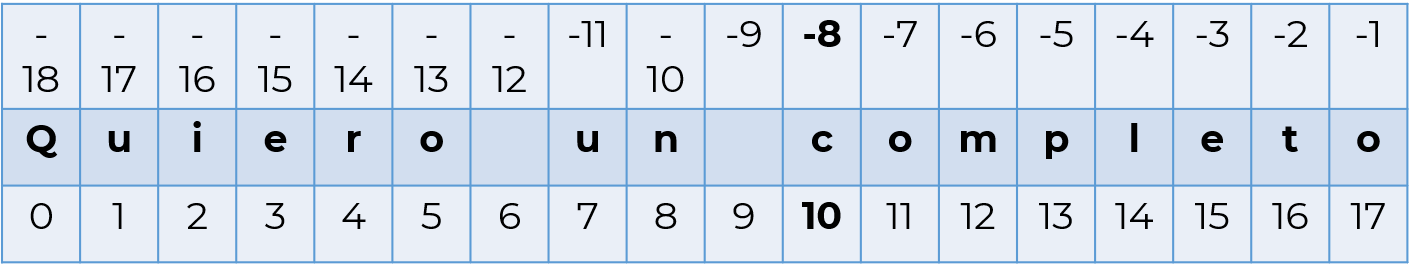 -18 -17 -16 -15 -14 -13 -12 -11 -10 -9 -8 -7 -6 -5 -4 -3 -2 -1
Q u i e r o u n c o m p l e t o
0 1 2 3 4 5 6 7 8 9 10 11 12 13 14 15 16 17